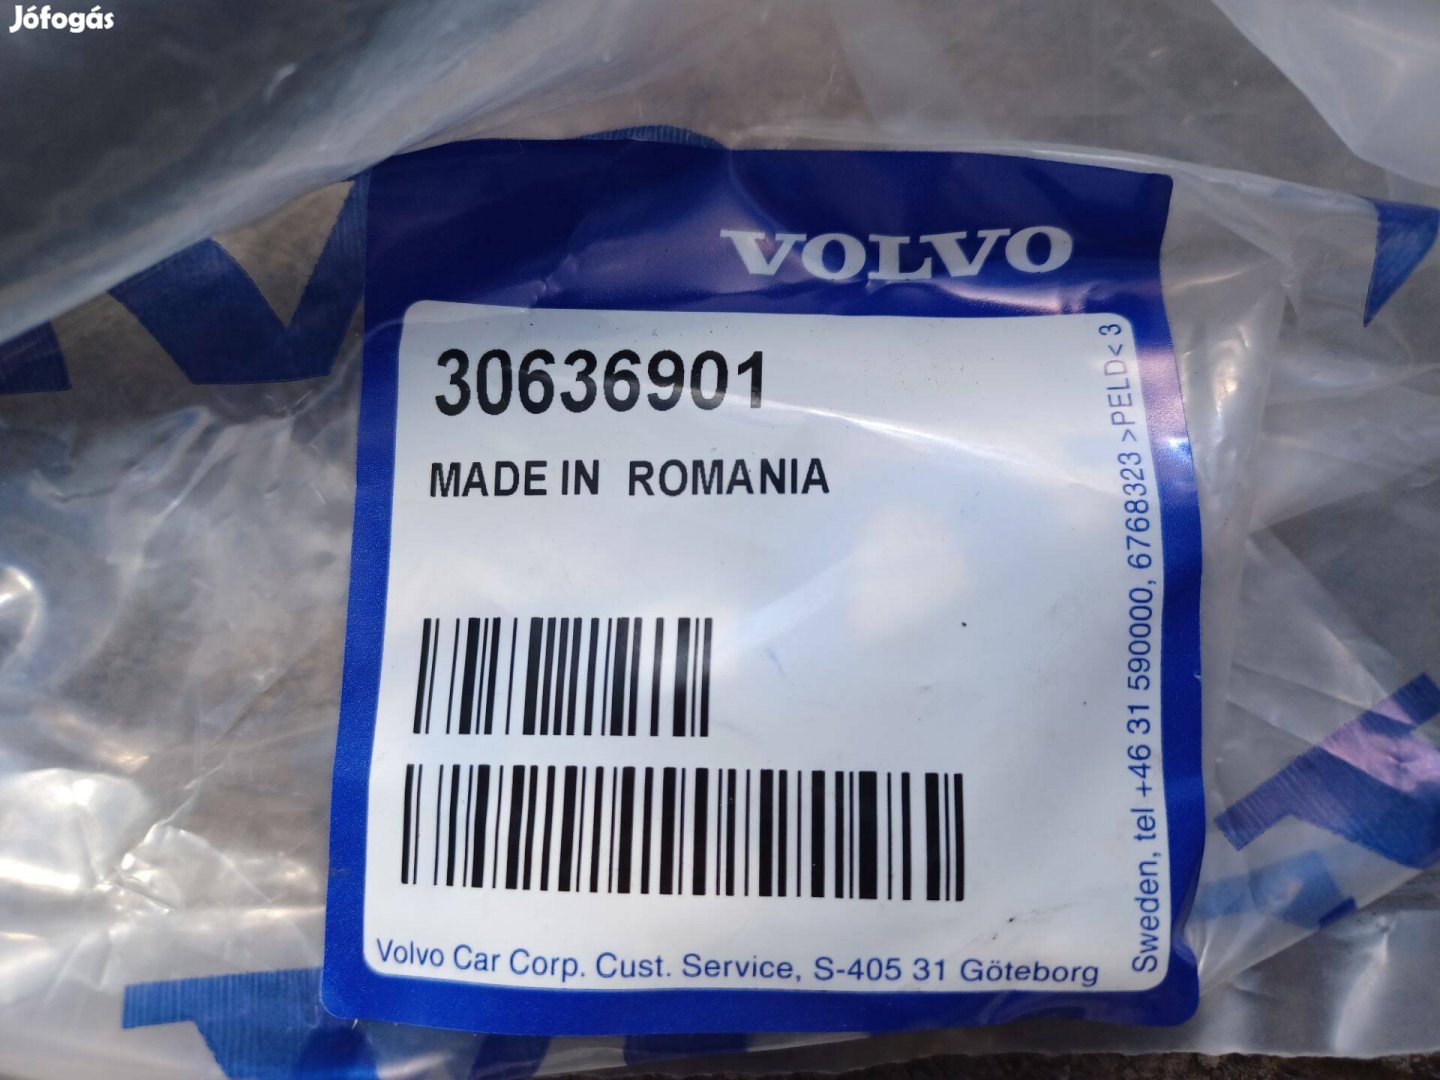 Jófogás
VOLVO
30636901
MADE IN ROMANIA
Volvo Car Corp. Cust. Service, S-405 31 Göteborg
Sweden, tel +46 31 590000, 6768323 >PELD< 3